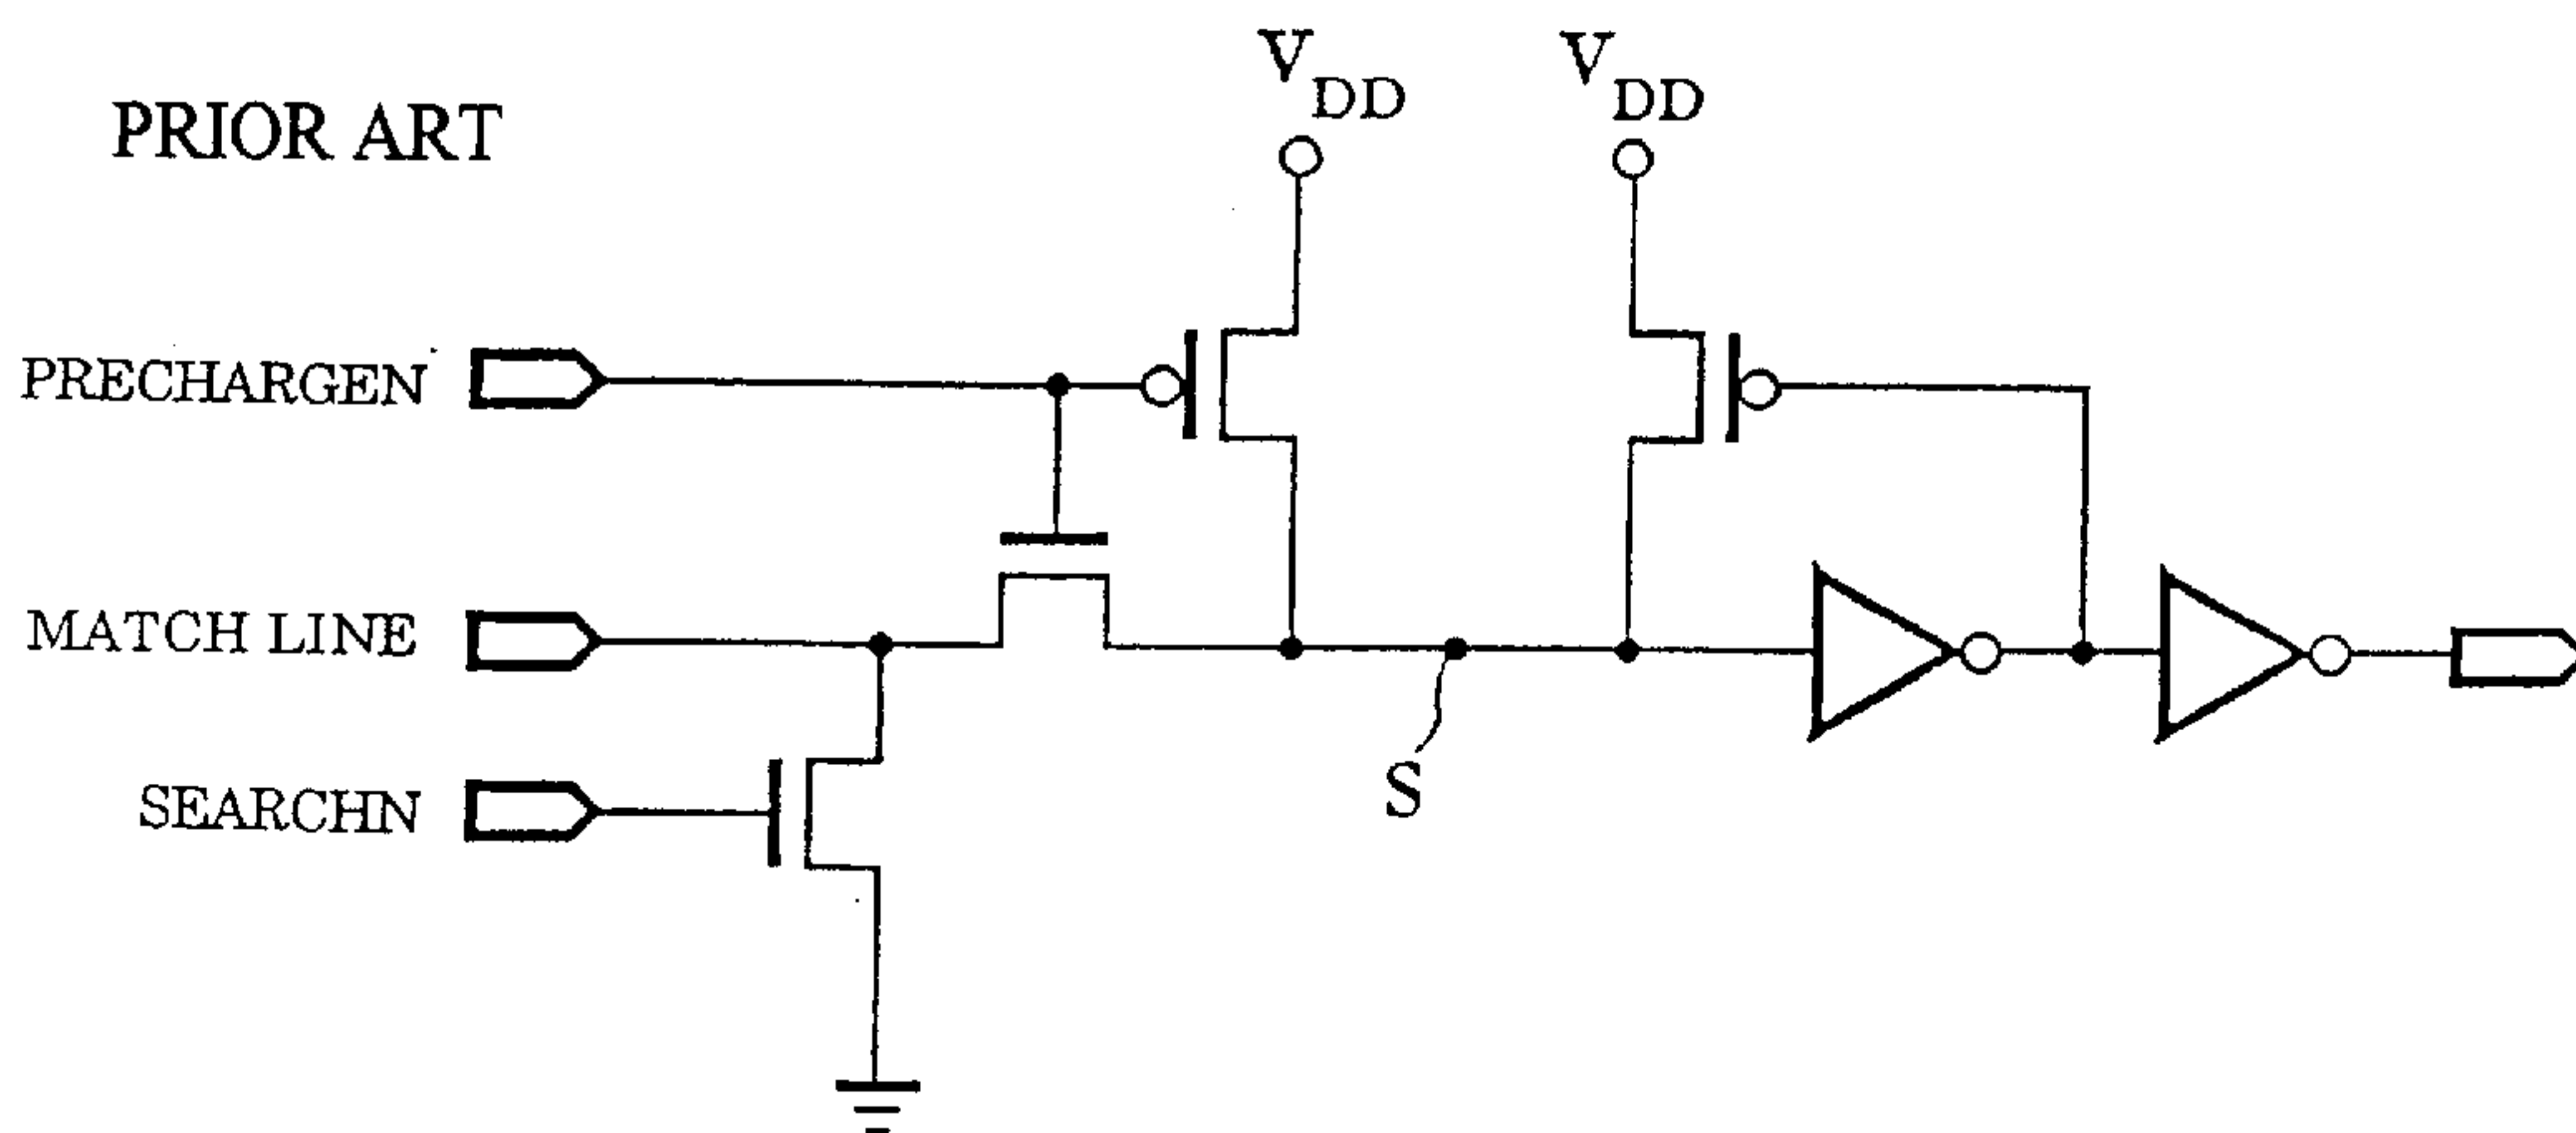 PRIOR ART
V DD
V DD
PRECHARGEN
MATCH LINE
SEARCHN
S